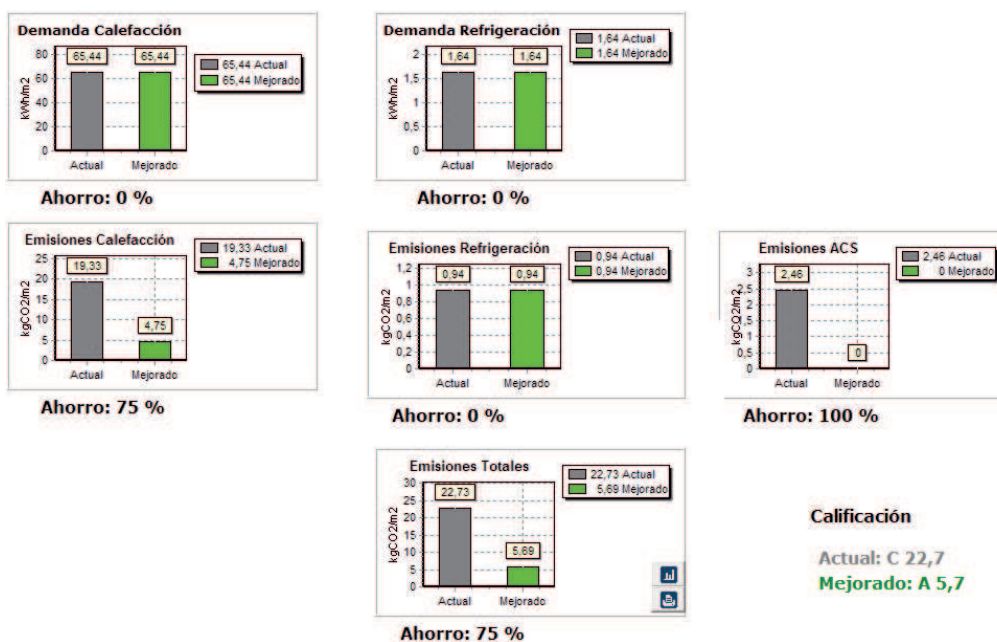 Demanda Calefacción
65,44 Actual
65,44 Mejorado
kWh/m2
80
60
40
20
0
65,44
65,44
Actual
Mejorado
Ahorro: 0 %
Demanda Refrigeración
1,64 Actual
1,64 Mejorado
kWh/m2
2
1,5
1
0,5
0
1,64
1,64
Actual
Mejorado
Ahorro: 0 %
Emisiones Calefacción
19,33 Actual
4,75 Mejorado
kgCO2/m2
25
20
15
10
5
0
19,33
4,75
Actual
Mejorado
Ahorro: 75 %
Emisiones Refrigeración
0,94 Actual
0,94 Mejorado
kgCO2/m2
1,2
1
0,8
0,6
0,4
0,2
0
0,94
0,94
Actual
Mejorado
Ahorro: 0 %
Emisiones ACS
2,46 Actual
0 Mejorado
kgCO2/m2
3
2,5
2
1,5
1
0,5
0
2,46
0
Actual
Mejorado
Ahorro: 100 %
Emisiones Totales
22,73 Actual
5,69 Mejorado
kgCO2/m2
30
25
20
15
10
5
0
22,73
5,69
Actual
Mejorado
Ahorro: 75 %
Calificación
Actual: C 22,7
Mejorado: A 5,7